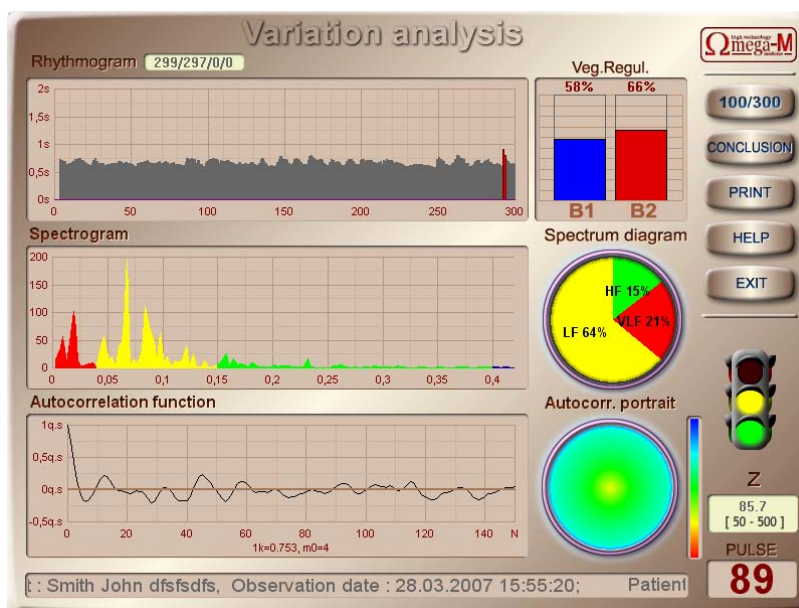 Variation analysis
Rhythmogram 299/297/0/0
2s
1,5s
1s
0,5s
0s
0 50 100 150 200 250 300
Veg.Regul.
58% 66%
B1 B2
high technology
Omega-M
100/300
CONCLUSION
PRINT
HELP
EXIT
Spectrogram
200
150
100
50
0
0 0,05 0,1 0,15 0,2 0,25 0,3 0,35 0,4
Spectrum diagram
HF 15%
VLF 21%
LF 64%
Autocorrelation function
1q.s
0,5q.s
0q.s
-0,5q.s
0 20 40 60 80 100 120 140 N
1k=0.753, m0=4
Autocorr. portrait
Z
85.7
[ 50 - 500 ]
PULSE
89
t : Smith John dfsfsdfs, Observation date : 28.03.2007 15:55:20; Patient